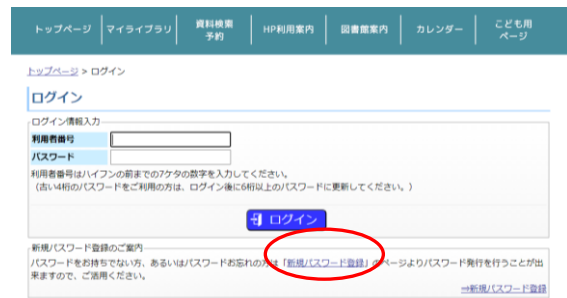 トップページ
マイライブラリ
資料検索
予約
HP利用案内
図書館案内
カレンダー
こども用
ページ
トップページ > ログイン
ログイン
ログイン情報入力
利用者番号
パスワード
利用者番号はハイフンの前までの7ケタの数字を入力してください。
(古い4桁のパスワードをご利用の方は、ログイン後に6桁以上のパスワードに更新してください。)
ログイン
新規パスワード登録のご案内
パスワードをお持ちでない方、あるいはパスワードお忘れの方は「新規パスワード登録」のページよりパスワード発行を行うことが出
来ますので、ご活用ください。
⇒新規パスワード登録